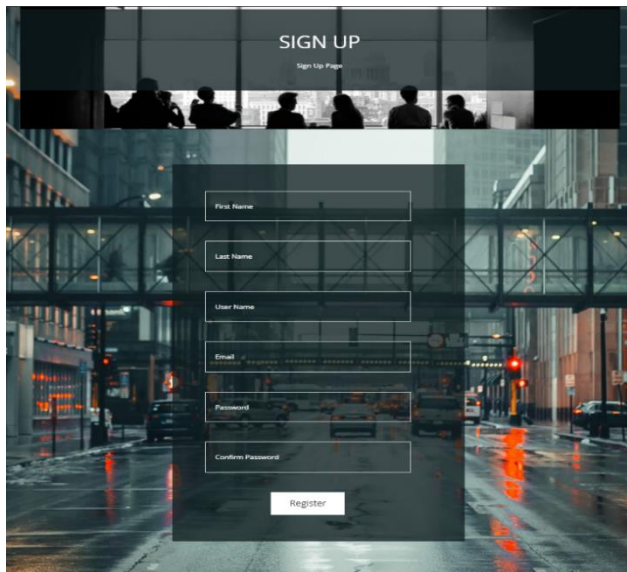 SIGN UP
Sign Up Page
First Name
Last Name
User Name
Email
Password
Confirm Password
Register